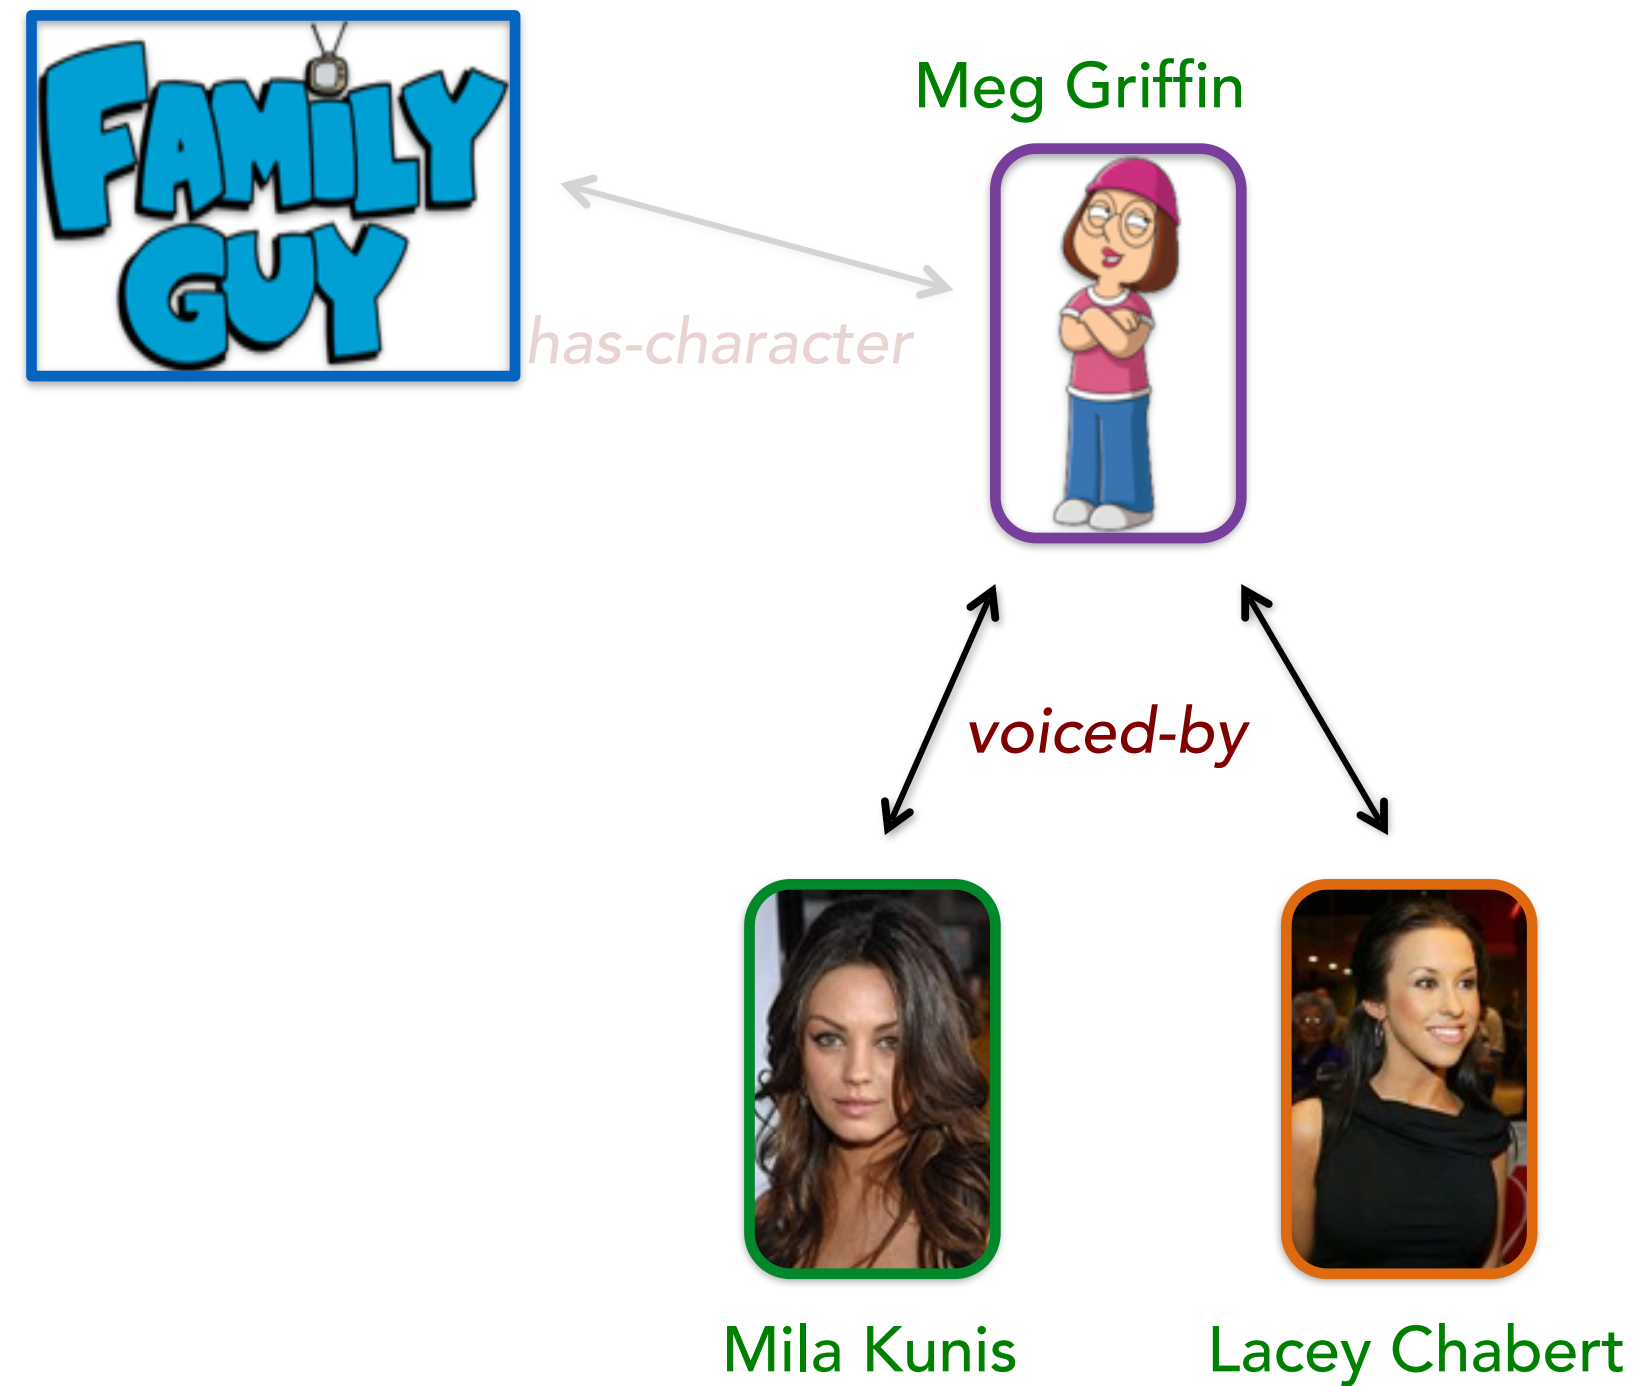 FAMiLY
GUY
Meg Griffin
has-character
voiced-by
Mila Kunis
Lacey Chabert